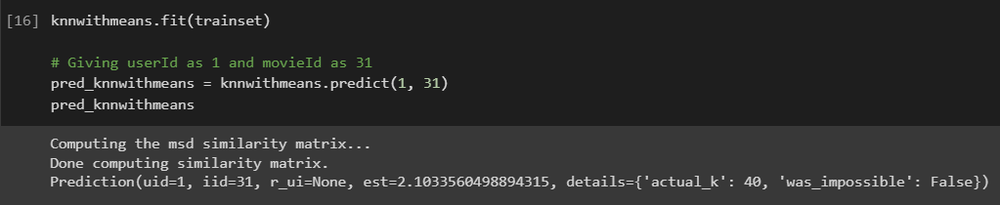 [16] knnwithmeans.fit(trainset)
# Giving userId as 1 and movieId as 31
pred_knnwithmeans = knnwithmeans.predict(1, 31)
pred_knnwithmeans
Computing the msd similarity matrix...
Done computing similarity matrix.
Prediction(uid=1, iid=31, r_ui=None, est=2.1033560498894315, details={'actual_k': 40, 'was_impossible': False})